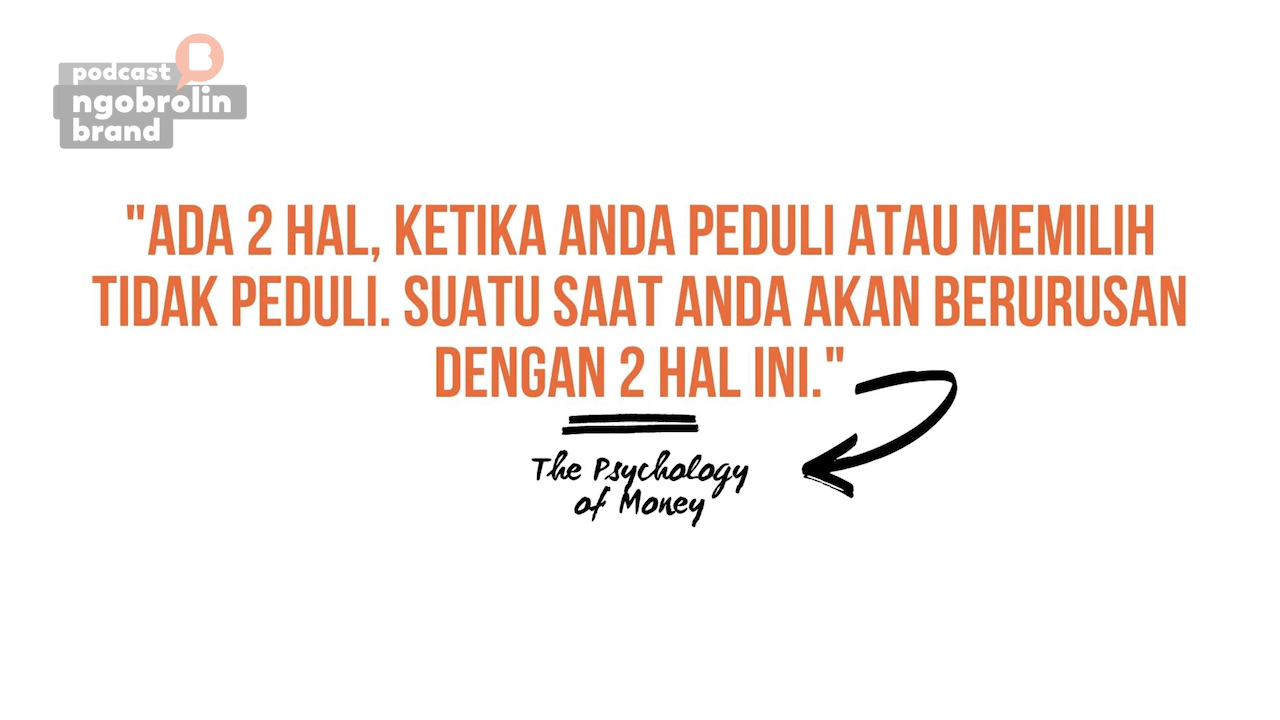 podcast
ngobrolin
brand
B
"ADA 2 HAL, KETIKA ANDA PEDULI ATAU MEMILIH
TIDAK PEDULI. SUATU SAAT ANDA AKAN BERURUSAN
DENGAN 2 HAL INI."
The Psychology
of Money